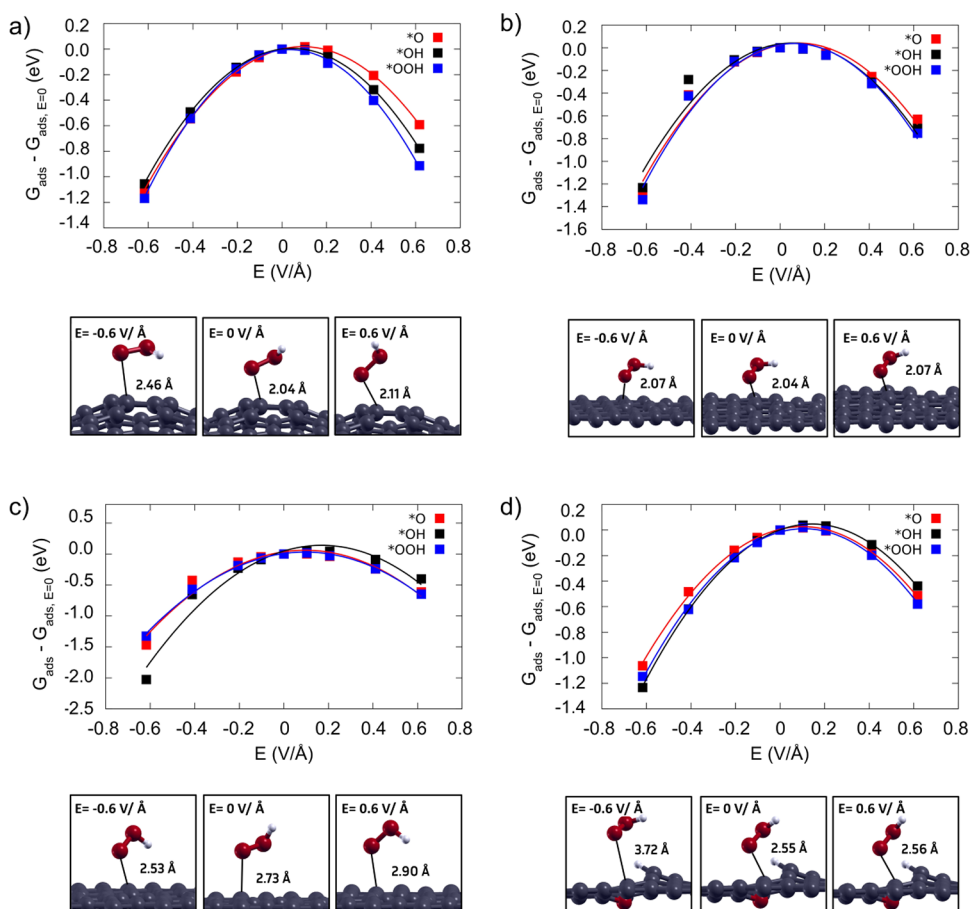 a)
G_ads - G_ads, E=0 (eV)
0.2
0.0
-0.2
-0.4
-0.6
-0.8
-1.0
-1.2
-1.4
*O
*OH
*OOH
-0.8 -0.6 -0.4 -0.2 0 0.2 0.4 0.6 0.8
E (V/Å)
E= -0.6 V/ Å
2.46 Å
E= 0 V/ Å
2.04 Å
E= 0.6 V/ Å
2.11 Å
b)
G_ads - G_ads, E=0 (eV)
0.2
0.0
-0.2
-0.4
-0.6
-0.8
-1.0
-1.2
-1.4
-1.6
*O
*OH
*OOH
-0.8 -0.6 -0.4 -0.2 0 0.2 0.4 0.6 0.8
E (V/Å)
E= -0.6 V/ Å
2.07 Å
E= 0 V/ Å
2.04 Å
E= 0.6 V/ Å
2.07 Å
c)
G_ads - G_ads, E=0 (eV)
0.5
0.0
-0.5
-1.0
-1.5
-2.0
-2.5
*O
*OH
*OOH
-0.8 -0.6 -0.4 -0.2 0 0.2 0.4 0.6 0.8
E (V/Å)
E= -0.6 V/ Å
2.53 Å
E= 0 V/ Å
2.73 Å
E= 0.6 V/ Å
2.90 Å
d)
G_ads - G_ads, E=0 (eV)
0.2
0.0
-0.2
-0.4
-0.6
-0.8
-1.0
-1.2
-1.4
*O
*OH
*OOH
-0.8 -0.6 -0.4 -0.2 0 0.2 0.4 0.6 0.8
E (V/Å)
E= -0.6 V/ Å
3.72 Å
E= 0 V/ Å
2.55 Å
E= 0.6 V/ Å
2.56 Å